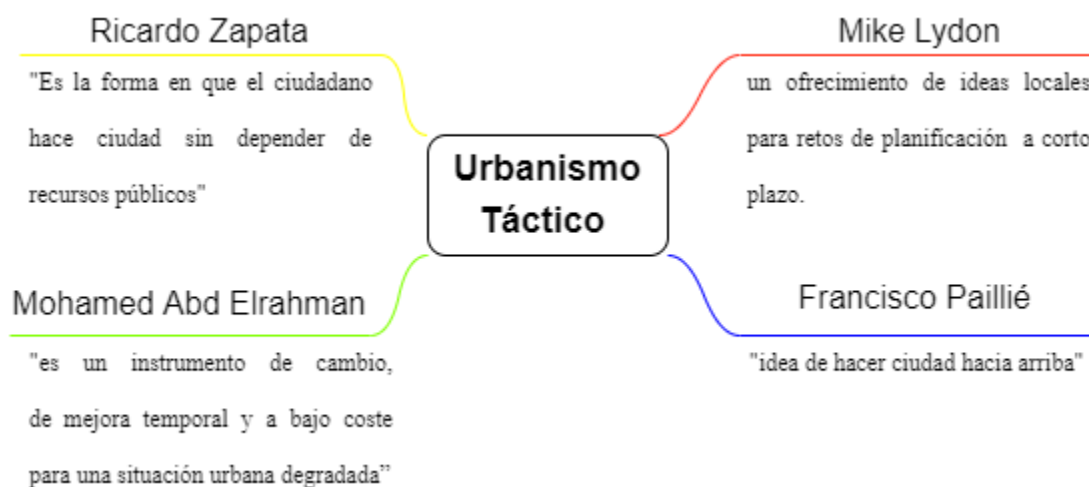 Ricardo Zapata
"Es la forma en que el ciudadano
hace ciudad sin depender de
recursos públicos"
Mike Lydon
un ofrecimiento de ideas locales
para retos de planificación a corto
plazo.
Urbanismo
Táctico
Mohamed Abd Elrahman
"es un instrumento de cambio,
de mejora temporal y a bajo coste
para una situación urbana degradada”
Francisco Paillié
"idea de hacer ciudad hacia arriba"